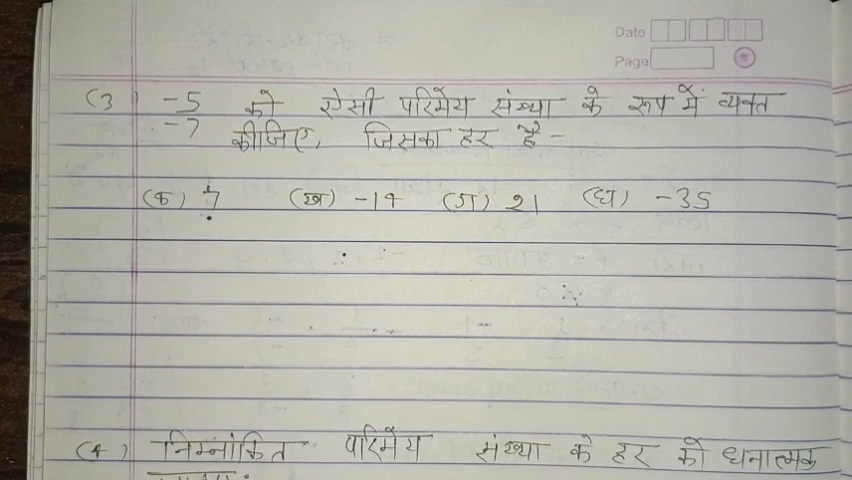 Date
Page
(3) -5/-7 को ऐसी परिमेय संख्या के रूप में व्यक्त
कीजिए, जिसका हर है -
(क) 7 (ख) -14 (ग) 21 (घ) -35
(4) निम्नांकित परिमेय संख्या के हर को धनात्मक